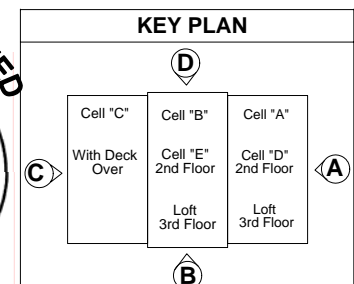 KEY PLAN
D
Cell "C"
With Deck
Over
Cell "B"
Cell "E"
2nd Floor
Loft
3rd Floor
Cell "A"
Cell "D"
2nd Floor
Loft
3rd Floor
C
A
B